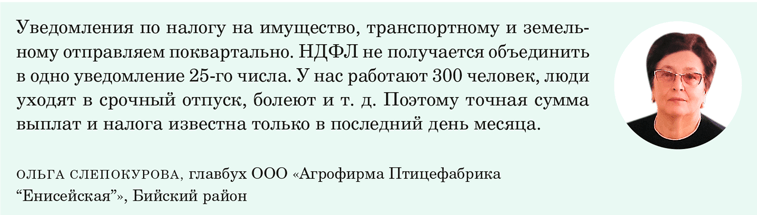 Уведомления по налогу на имущество, транспортному и земель-
ному отправляем поквартально. НДФЛ не получается объединить
в одно уведомление 25-го числа. У нас работают 300 человек, люди
уходят в срочный отпуск, болеют и т. д. Поэтому точная сумма
выплат и налога известна только в последний день месяца.
ОЛЬГА СЛЕПОКУРОВА, главбух ООО «Агрофирма Птицефабрика
“Енисейская”», Бийский район